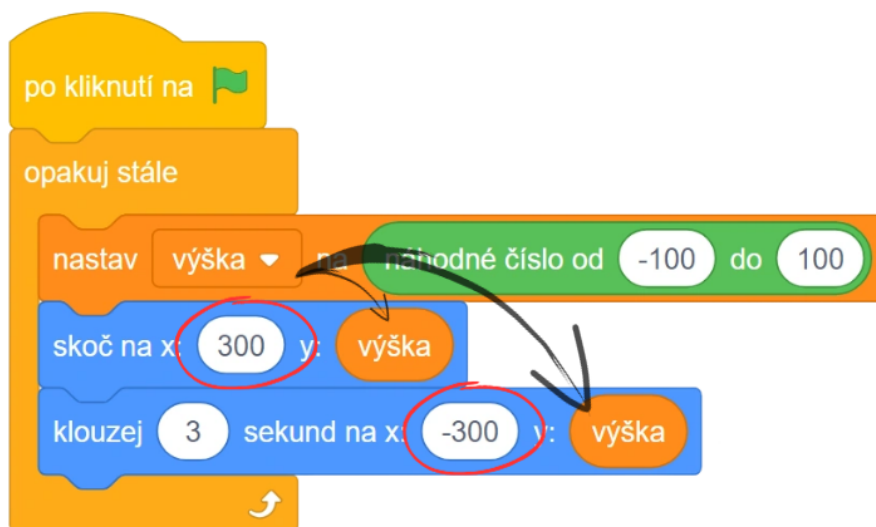 po kliknutí na
opakuj stále
nastav výška na náhodné číslo od -100 do 100
skoč na x: 300 y: výška
klouzej 3 sekund na x: -300 y: výška